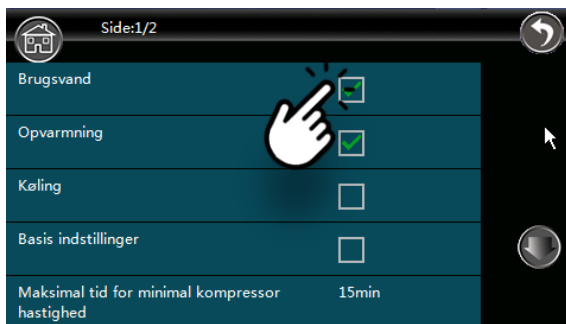 Side:1/2
Brugsvand
Opvarmning
Køling
Basis indstillinger
Maksimal tid for minimal kompressor 15min
hastighed